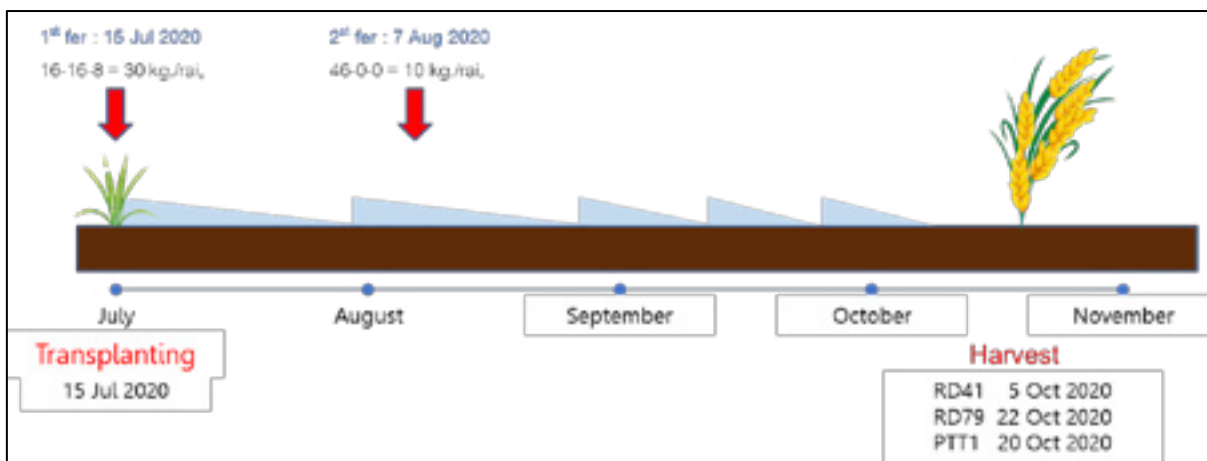 1st fer : 15 Jul 2020
16-16-8 = 30 kg./rai,
2st fer : 7 Aug 2020
46-0-0 = 10 kg./rai,
July
August
September
October
November
Transplanting
15 Jul 2020
Harvest
RD41 5 Oct 2020
RD79 22 Oct 2020
PTT1 20 Oct 2020